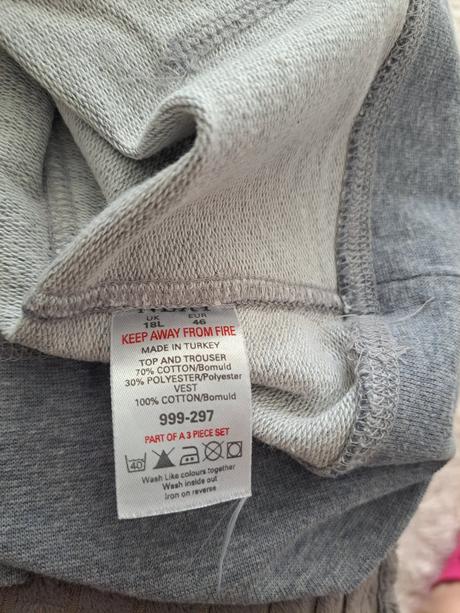 UK EUR
18L 46
KEEP AWAY FROM FIRE
MADE IN TURKEY
TOP AND TROUSER
70% COTTON/Bomuld
30% POLYESTER/Polyester
VEST
100% COTTON/Bomuld
999-297
PART OF A 3 PIECE SET
40
Wash Like colours together
Wash inside out
Iron on reverse